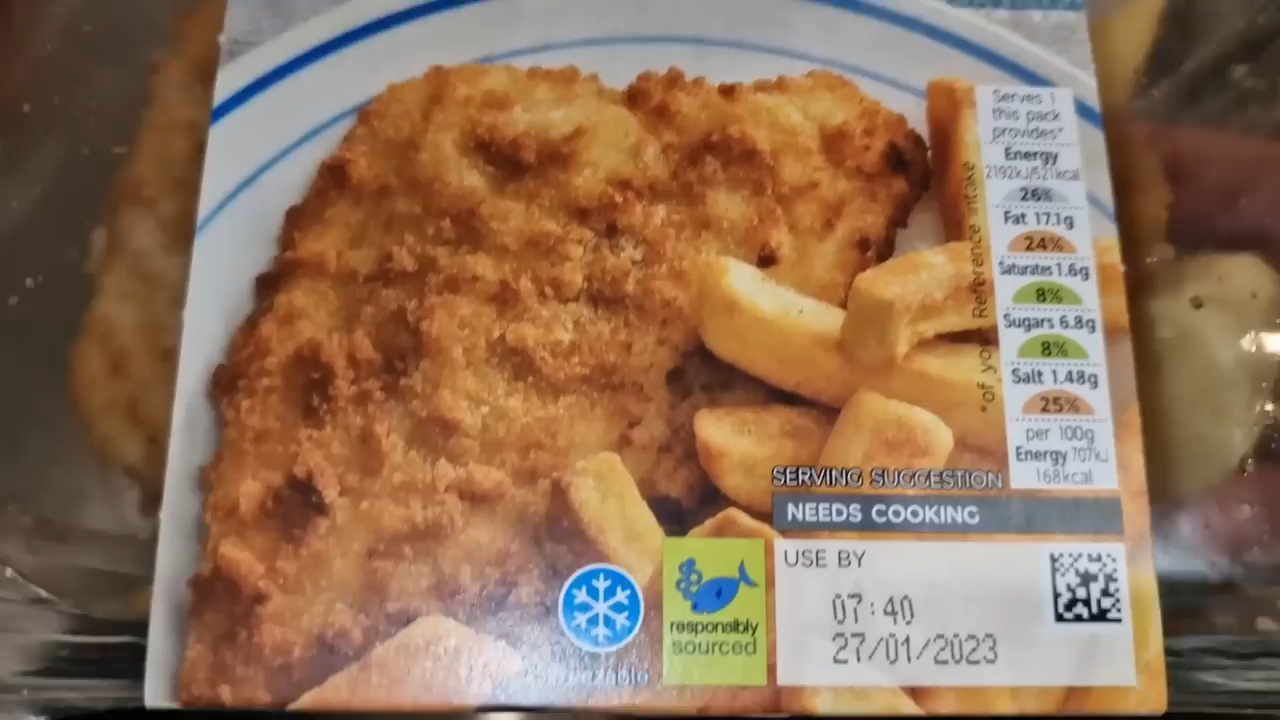 Serves 1
this pack
provides*
Energy
2192kJ/521kcal
26%
Fat 17.1g
24%
Saturates 1.6g
8%
Sugars 6.8g
8%
Salt 1.48g
25%
per 100g
Energy 707kJ
168kcal
*of yo Reference intake
SERVING SUGGESTION
NEEDS COOKING
USE BY
07:40
27/01/2023
responsibly
sourced